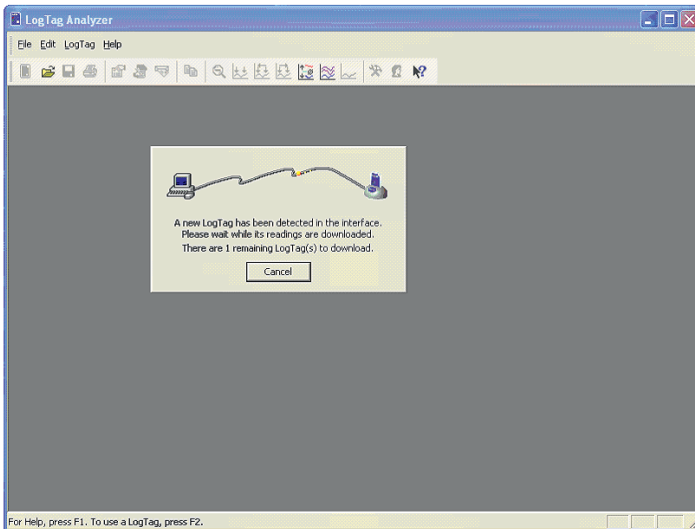 LogTag Analyzer
File Edit LogTag Help
A new LogTag has been detected in the interface.
Please wait while its readings are downloaded.
There are 1 remaining LogTag(s) to download.
Cancel
For Help, press F1. To use a LogTag, press F2.